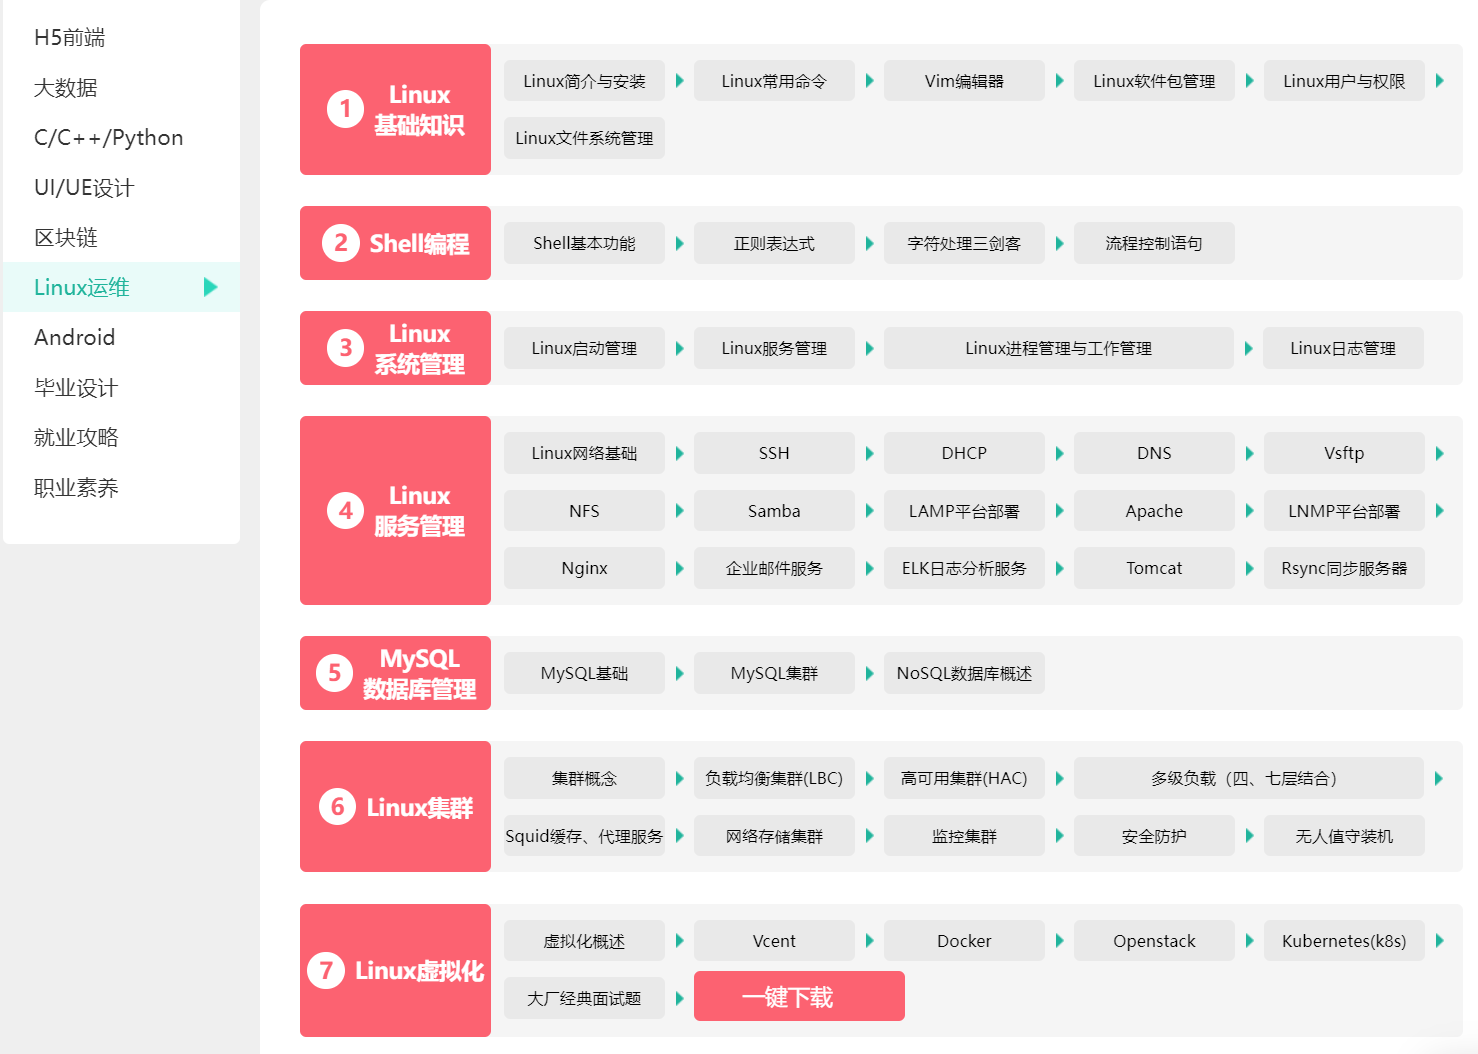 H5前端
大数据
C/C++/Python
UI/UE设计
区块链
Linux运维
Android
毕业设计
就业攻略
职业素养
1
Linux
基础知识
Linux简介与安装
Linux常用命令
Vim编辑器
Linux软件包管理
Linux用户与权限
Linux文件系统管理
2
Shell编程
Shell基本功能
正则表达式
字符处理三剑客
流程控制语句
3
Linux
系统管理
Linux启动管理
Linux服务管理
Linux进程管理与工作管理
Linux日志管理
4
Linux
服务管理
Linux网络基础
SSH
DHCP
DNS
Vsftp
NFS
Samba
LAMP平台部署
Apache
LNMP平台部署
Nginx
企业邮件服务
ELK日志分析服务
Tomcat
Rsync同步服务器
5
MySQL
数据库管理
MySQL基础
MySQL集群
NoSQL数据库概述
6
Linux集群
集群概念
负载均衡集群(LBC)
高可用集群(HAC)
多级负载（四、七层结合）
Squid缓存、代理服务
网络存储集群
监控集群
安全防护
无人值守装机
7
Linux虚拟化
虚拟化概述
Vcent
Docker
Openstack
Kubernetes(k8s)
大厂经典面试题
一键下载